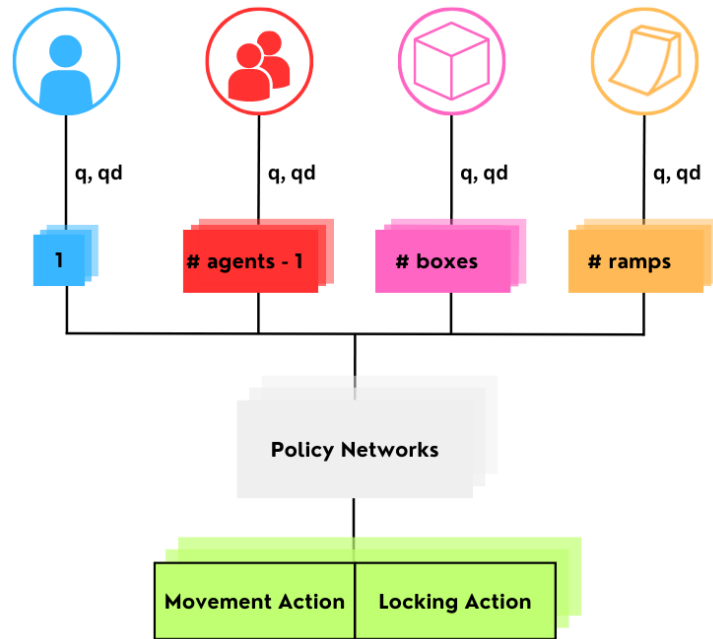 q, qd
q, qd
q, qd
q, qd
1
# agents - 1
# boxes
# ramps
Policy Networks
Movement Action
Locking Action